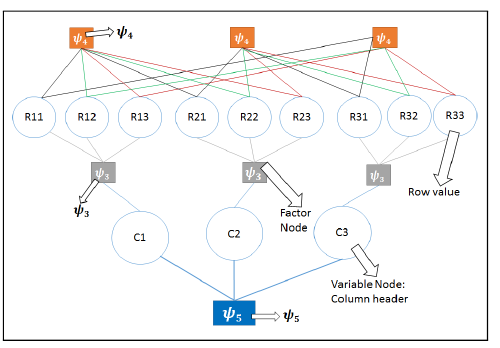 ψ4 ψ4 ψ4 ψ4
R11 R12 R13 R21 R22 R23 R31 R32 R33
ψ3 ψ3 ψ3
Row value
ψ3
Factor
Node
C1 C2 C3
Variable Node:
Column header
ψ5 ψ5